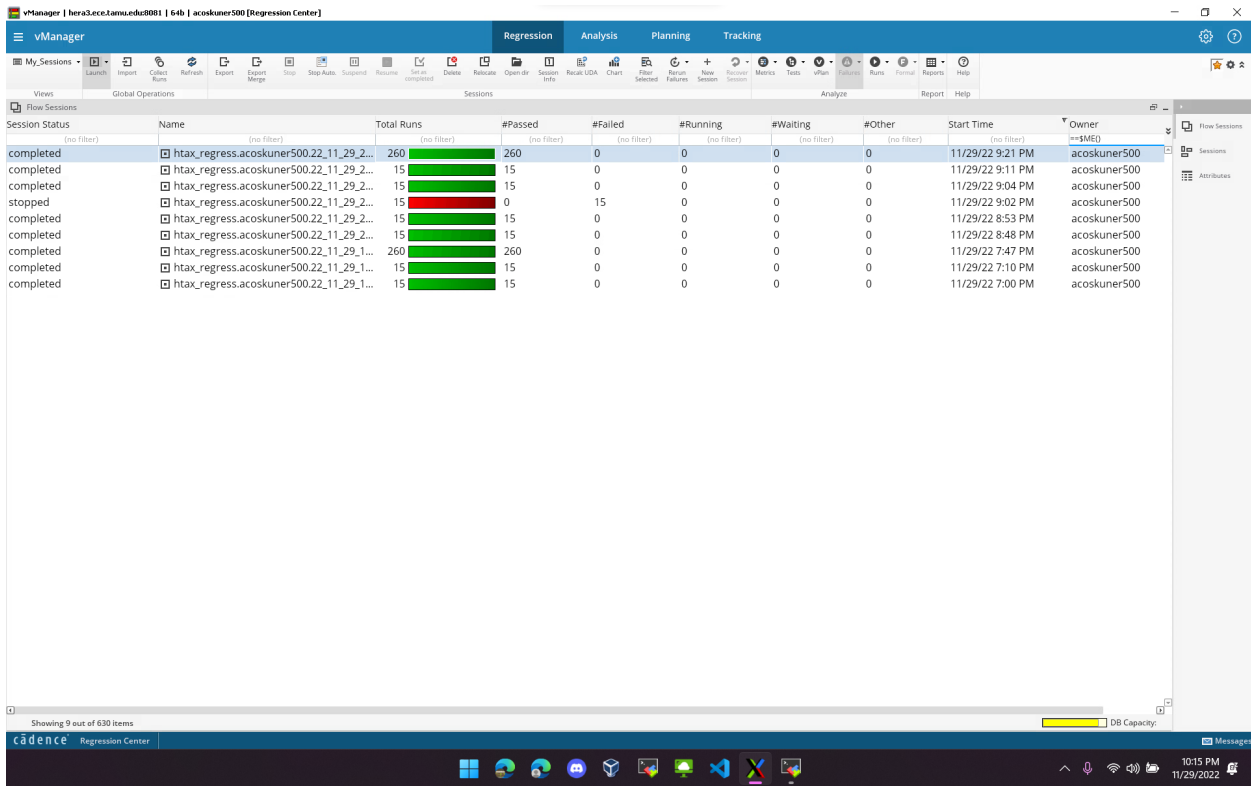 vManager | hera3.ece.tamu.edu:8081 | 64b | acoskuner500 [Regression Center]
vManager Regression Analysis Planning Tracking
My_Sessions Launch Import Collect Runs Refresh Export Export Merge Stop Stop Auto. Suspend Resume Set as completed Delete Relocate Open dir Session Info Recalc UDA Chart Filter Selected Rerun Failures New Session Recover Session Metrics Tests vPlan Failures Runs Formal Reports Help
Views Global Operations Sessions Analyze Report Help
Flow Sessions
Session Status Name Total Runs #Passed #Failed #Running #Waiting #Other Start Time Owner
(no filter) (no filter) (no filter) (no filter) (no filter) (no filter) (no filter) (no filter) (no filter) ==$ME()
completed htax_regress.acoskuner500.22_11_29_2... 260 260 0 0 0 0 11/29/22 9:21 PM acoskuner500
completed htax_regress.acoskuner500.22_11_29_2... 15 15 0 0 0 0 11/29/22 9:11 PM acoskuner500
completed htax_regress.acoskuner500.22_11_29_2... 15 15 0 0 0 0 11/29/22 9:04 PM acoskuner500
stopped htax_regress.acoskuner500.22_11_29_2... 15 0 15 0 0 0 11/29/22 9:02 PM acoskuner500
completed htax_regress.acoskuner500.22_11_29_2... 15 15 0 0 0 0 11/29/22 8:53 PM acoskuner500
completed htax_regress.acoskuner500.22_11_29_2... 15 15 0 0 0 0 11/29/22 8:48 PM acoskuner500
completed htax_regress.acoskuner500.22_11_29_1... 260 260 0 0 0 0 11/29/22 7:47 PM acoskuner500
completed htax_regress.acoskuner500.22_11_29_1... 15 15 0 0 0 0 11/29/22 7:10 PM acoskuner500
completed htax_regress.acoskuner500.22_11_29_1... 15 15 0 0 0 0 11/29/22 7:00 PM acoskuner500
Flow Sessions
Sessions
Attributes
Showing 9 out of 630 items DB Capacity:
cādence Regression Center Messages
10:15 PM
11/29/2022